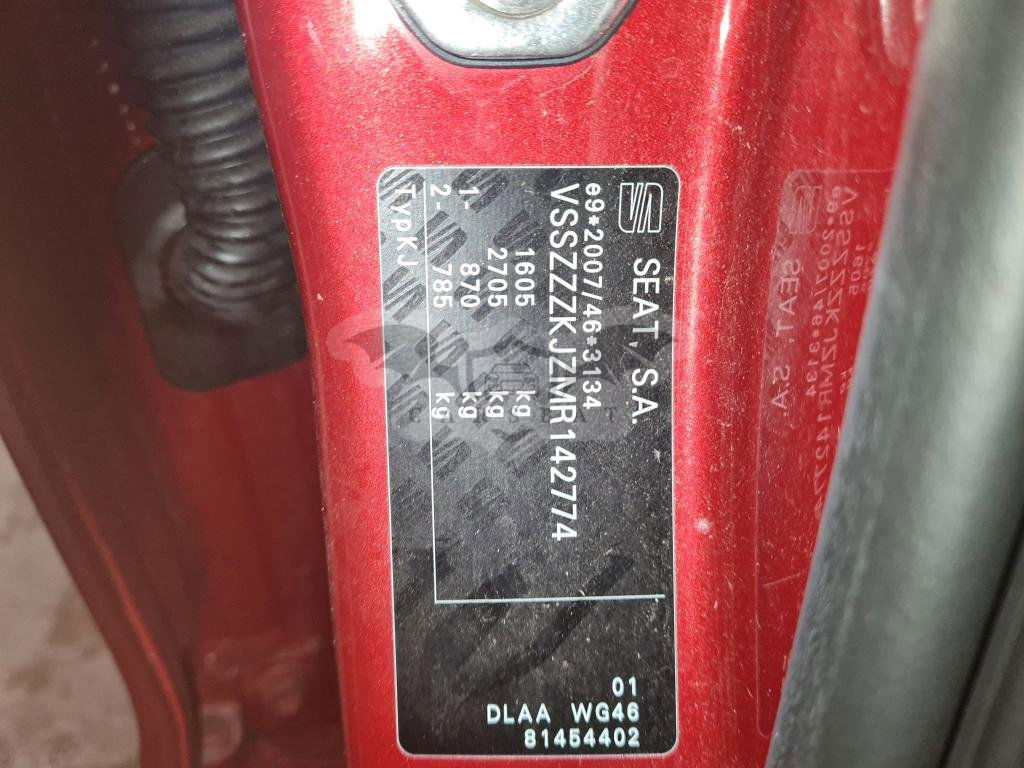 SEAT, S.A.
e9*2007/46*3134
VSSZZZKJZMR142774
1605 kg
2705 kg
1- 870 kg
2- 785 kg
TypKJ
01
DLAA WG46
81454402